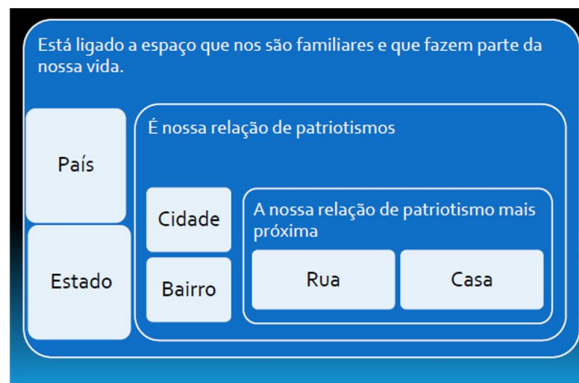 Está ligado a espaço que nos são familiares e que fazem parte da
nossa vida.
É nossa relação de patriotismos
País
Cidade
A nossa relação de patriotismo mais
próxima
Estado
Bairro
Rua
Casa